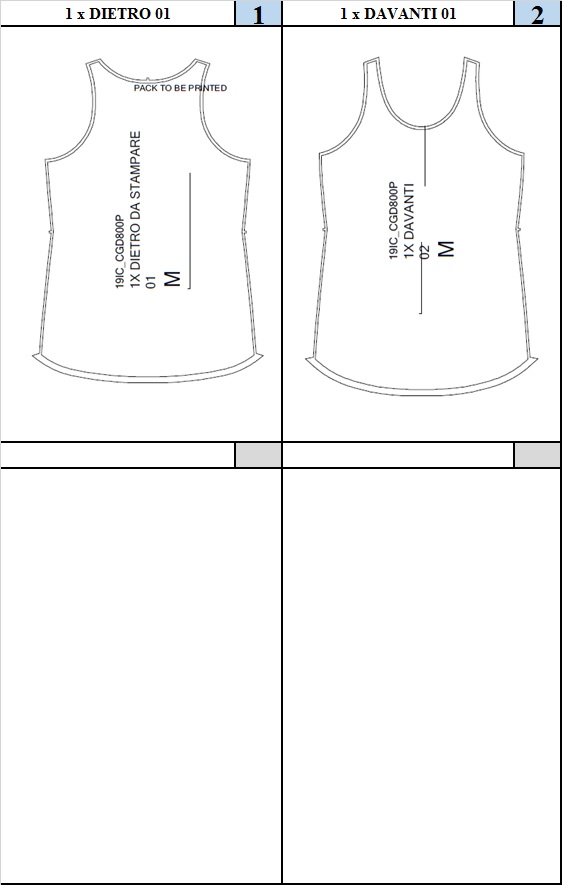 1 x DIETRO 01
1
1 x DAVANTI 01
2
PACK TO BE PRINTED
19IC_CGD800P
1X DIETRO DA STAMPARE
01
M
19IC_CGD800P
1X DAVANTI
02
M